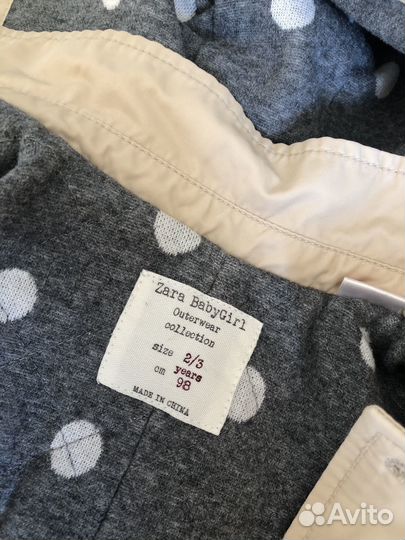 Zara BabyGirl
Outerwear
collection
size 2/3
years
cm 98
MADE IN CHINA
Avito